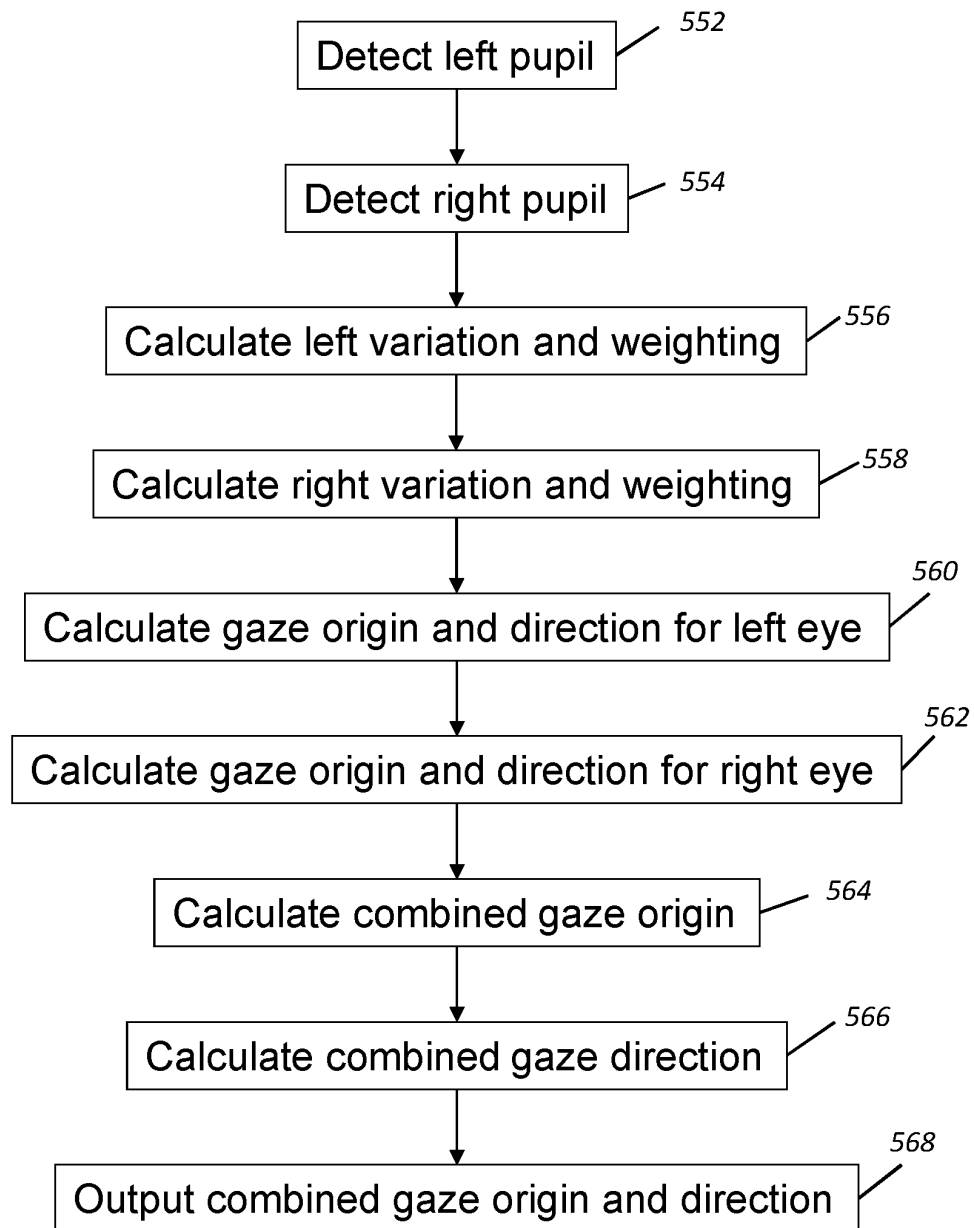 552
Detect left pupil
554
Detect right pupil
556
Calculate left variation and weighting
558
Calculate right variation and weighting
560
Calculate gaze origin and direction for left eye
562
Calculate gaze origin and direction for right eye
564
Calculate combined gaze origin
566
Calculate combined gaze direction
568
Output combined gaze origin and direction